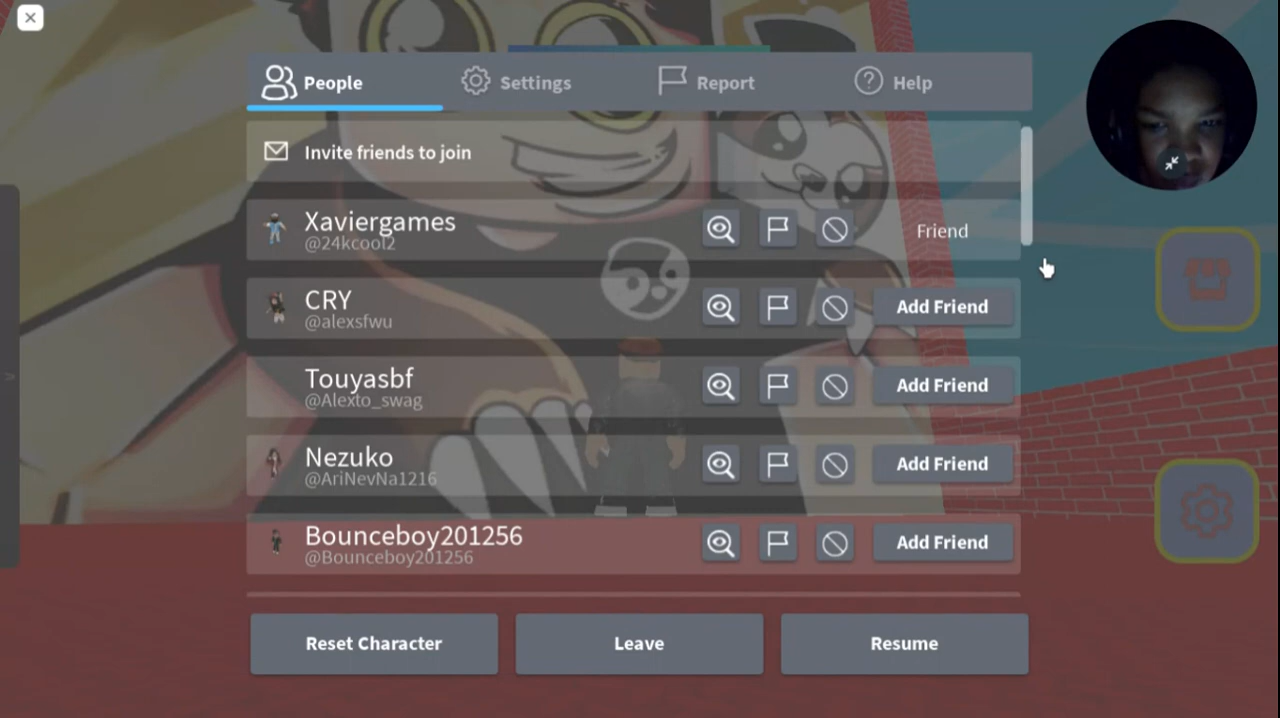 People
Settings
Report
Help
Invite friends to join
Xaviergames
@24kcool2
Friend
CRY
@alexsfwu
Add Friend
Touyasbf
@Alexto_swag
Add Friend
Nezuko
@AriNevNa1216
Add Friend
Bounceboy201256
@Bounceboy201256
Add Friend
Reset Character
Leave
Resume